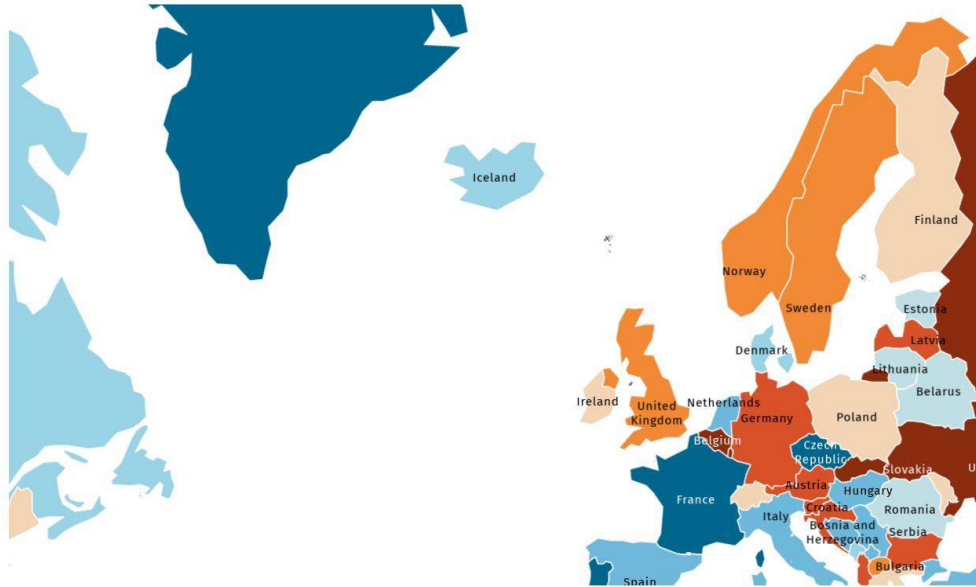 Iceland
Finland
Norway
Sweden
Estonia
Latvia
Denmark
Lithuania
Belarus
Ireland
United
Kingdom
Netherlands
Germany
Poland
Belgium
Czech
Republic
Slovakia
U
France
Austria
Hungary
Croatia
Romania
Italy
Bosnia and
Herzegovina
Serbia
Bulgaria
Spain